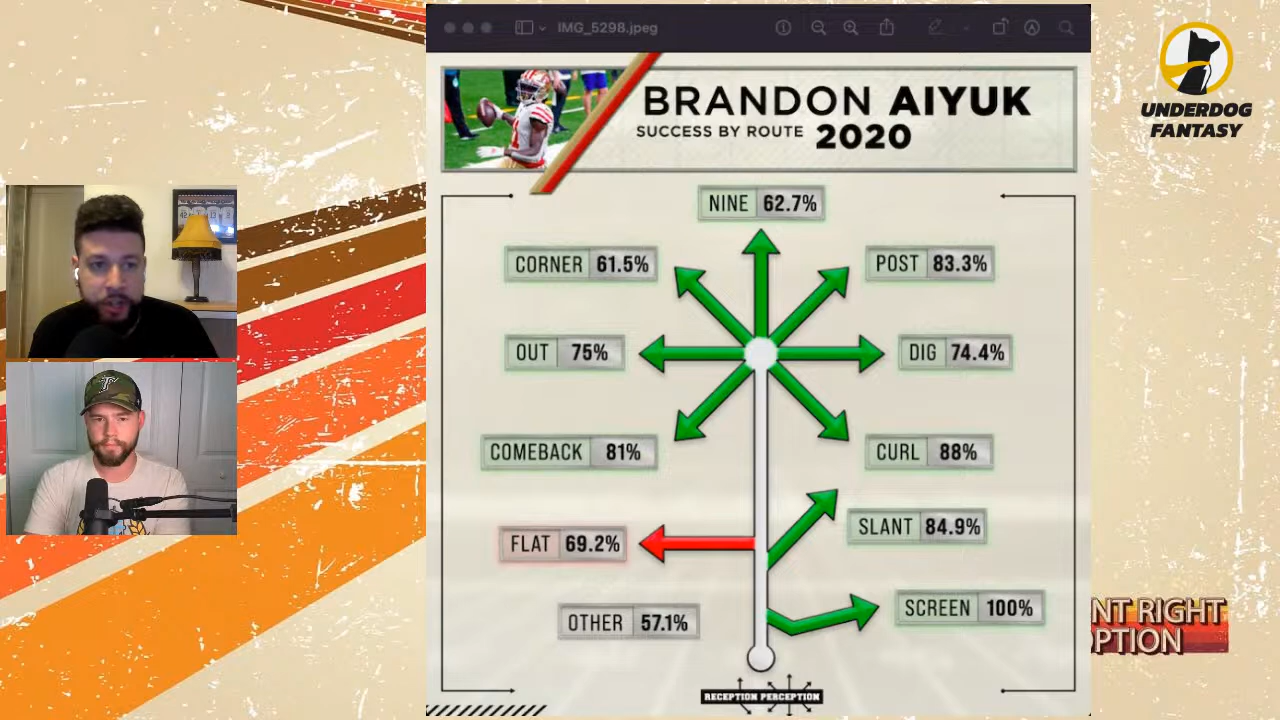 IMG_5298.jpeg
UNDERDOG
FANTASY
BRANDON AIYUK
SUCCESS BY ROUTE 2020
NINE 62.7%
CORNER 61.5%
POST 83.3%
OUT 75%
DIG 74.4%
COMEBACK 81%
CURL 88%
SLANT 84.9%
FLAT 69.2%
SCREEN 100%
OTHER 57.1%
NT RIGHT
OPTION
RECEPTION PERCEPTION